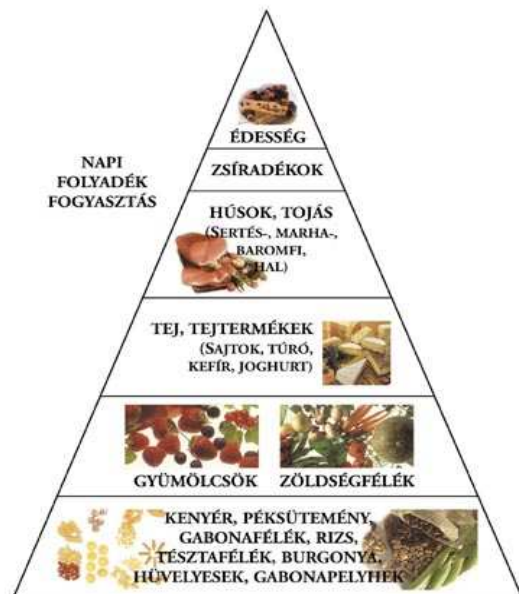 ÉDESSÉG
NAPI
FOLYADÉK
FOGYASZTÁS
ZSÍRADÉKOK
HÚSOK, TOJÁS
(SERTÉS-, MARHA-,
BAROMFI,
HAL)
TEJ, TEJTERMÉKEK
(SAJTOK, TÚRÓ,
KEFÍR, JOGHURT)
GYÜMÖLCSÖK
ZÖLDSÉGFÉLÉK
KENYÉR, PÉKSÜTEMÉNY,
GABONAFÉLÉK, RIZS,
TÉSZTAFÉLÉK, BURGONYA,
HÜVELYESEK, GABONAPELYHEK